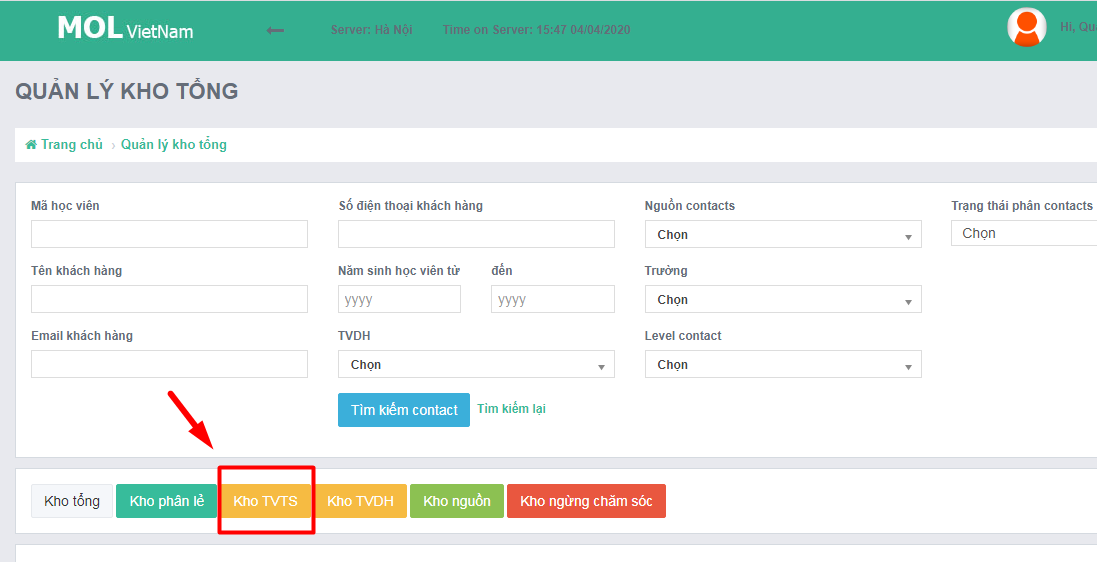 MOL VietNam
Server: Hà Nội Time on Server: 15:47 04/04/2020
Hi, Quả
QUẢN LÝ KHO TỔNG
Trang chủ › Quản lý kho tổng
Mã học viên Số điện thoại khách hàng Nguồn contacts Trạng thái phân contacts
Chọn Chọn
Tên khách hàng Năm sinh học viên từ đến Trường
yyyy yyyy Chọn
Email khách hàng TVDH Level contact
Chọn Chọn
Tìm kiếm contact Tìm kiếm lại
Kho tổng Kho phân lẻ Kho TVTS Kho TVDH Kho nguồn Kho ngừng chăm sóc